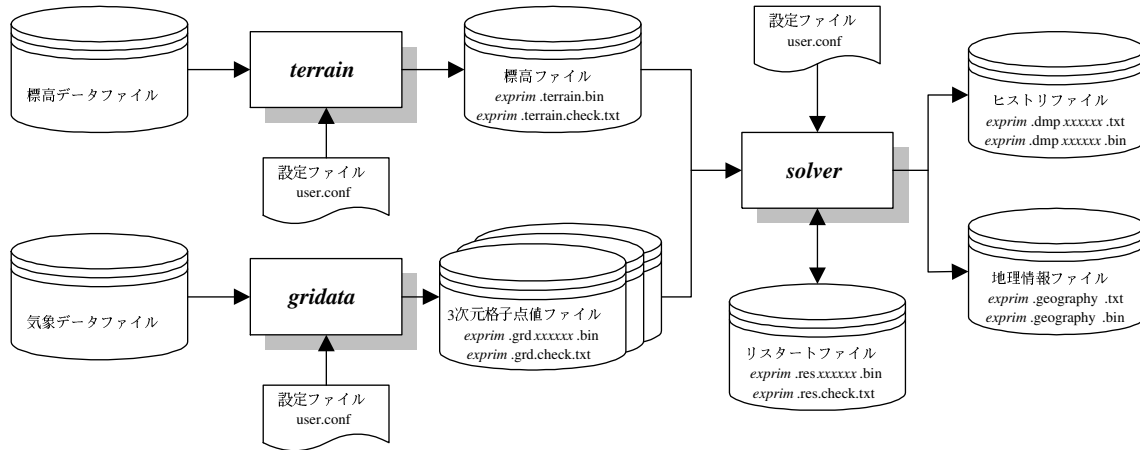 標高データファイル
terrain
設定ファイル
user.conf
標高ファイル
exprim .terrain.bin
exprim .terrain.check.txt
気象データファイル
gridata
設定ファイル
user.conf
3次元格子点値ファイル
exprim .grd xxxxxx .bin
exprim .grd.check.txt
設定ファイル
user.conf
solver
リスタートファイル
exprim .res xxxxxx .bin
exprim .res.check.txt
ヒストリファイル
exprim .dmp xxxxxx .txt
exprim .dmp xxxxxx .bin
地理情報ファイル
exprim .geography .txt
exprim .geography .bin